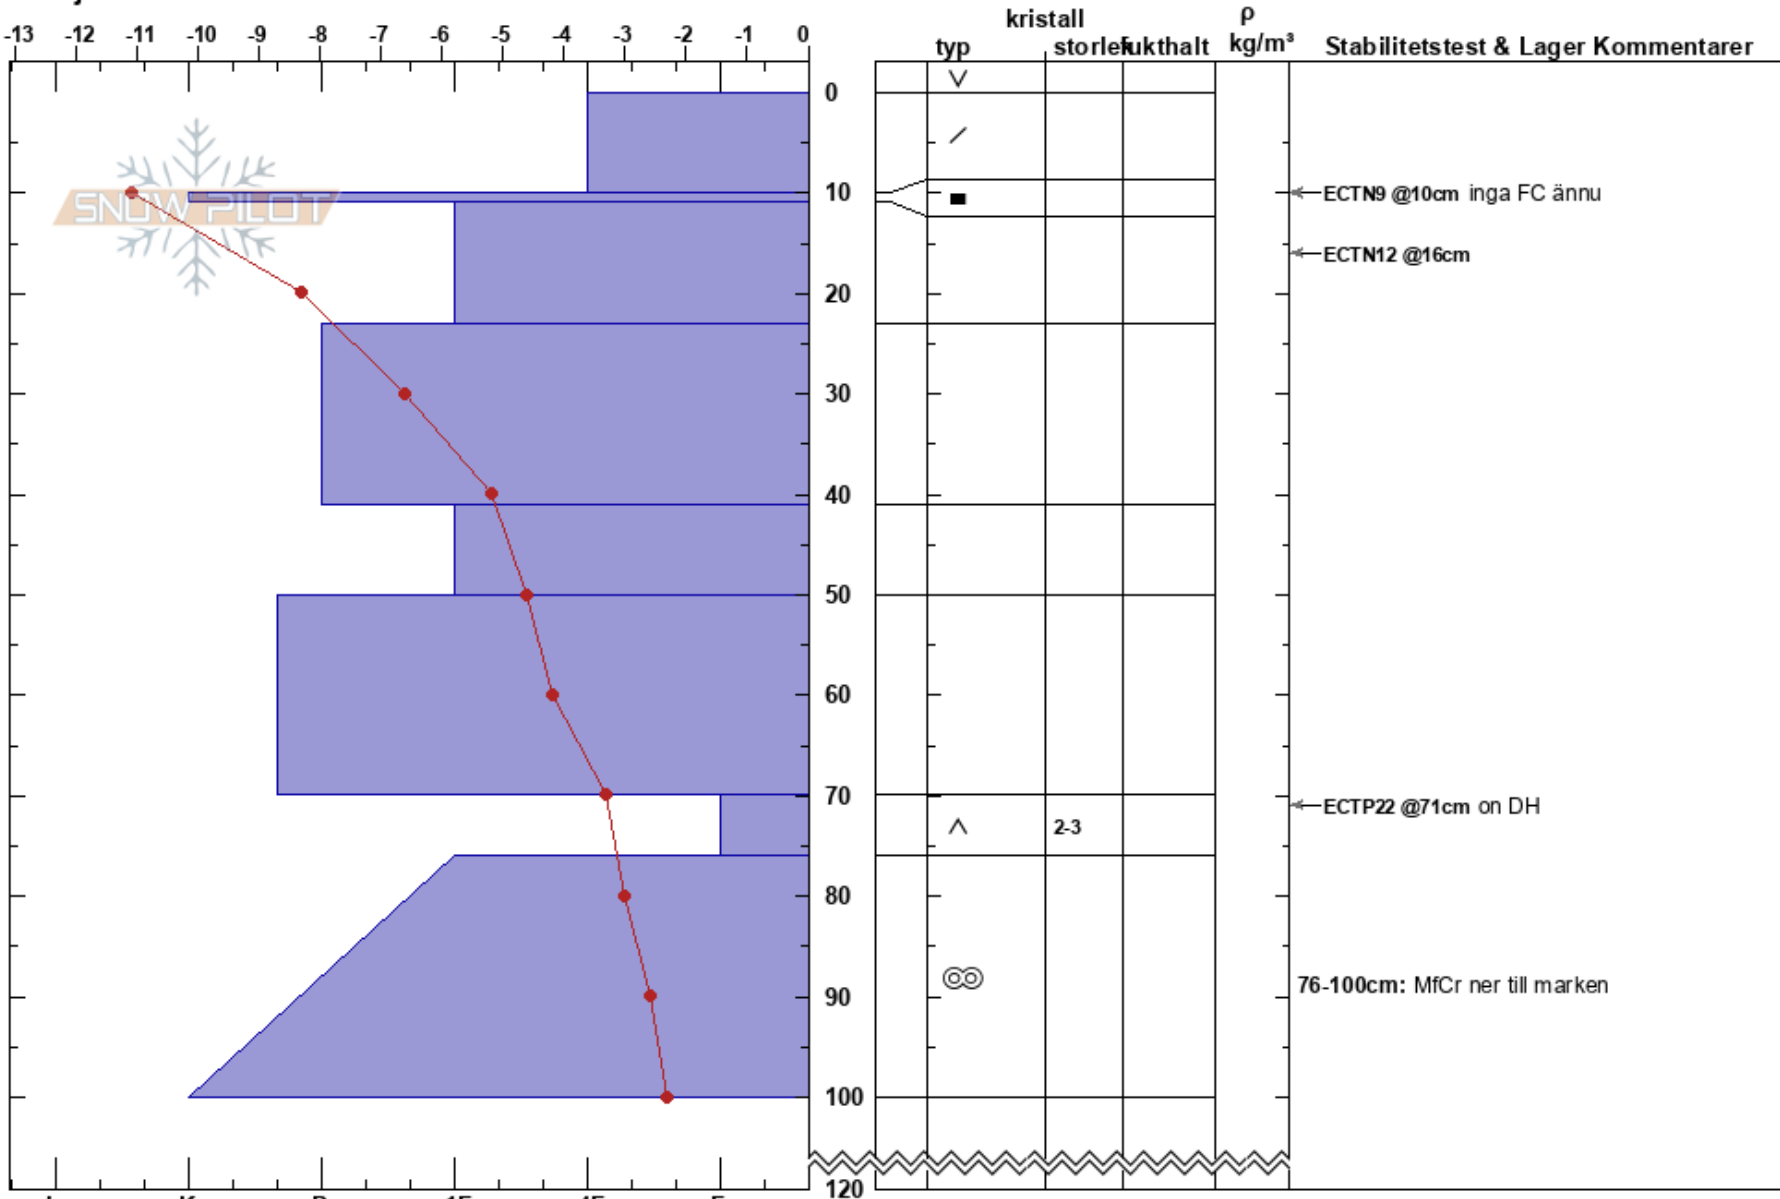 kristall ρ
-13 -12 -11 -10 -9 -8 -7 -6 -5 -4 -3 -2 -1 0 typ storlek fukthalt kg/m³ Stabilitetstest & Lager Kommentarer
0
SNOW PILOT
10 ECTN9 @10cm inga FC ännu
ECTN12 @16cm
20
30
40
50
60
70
ECTP22 @71cm on DH
2-3
80
76-100cm: MfCr ner till marken
90
100
120